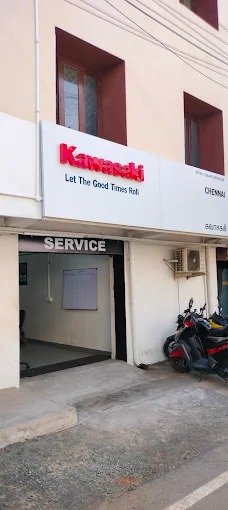 Kawasaki
Let The Good Times Roll
CHENNAI
SERVICE